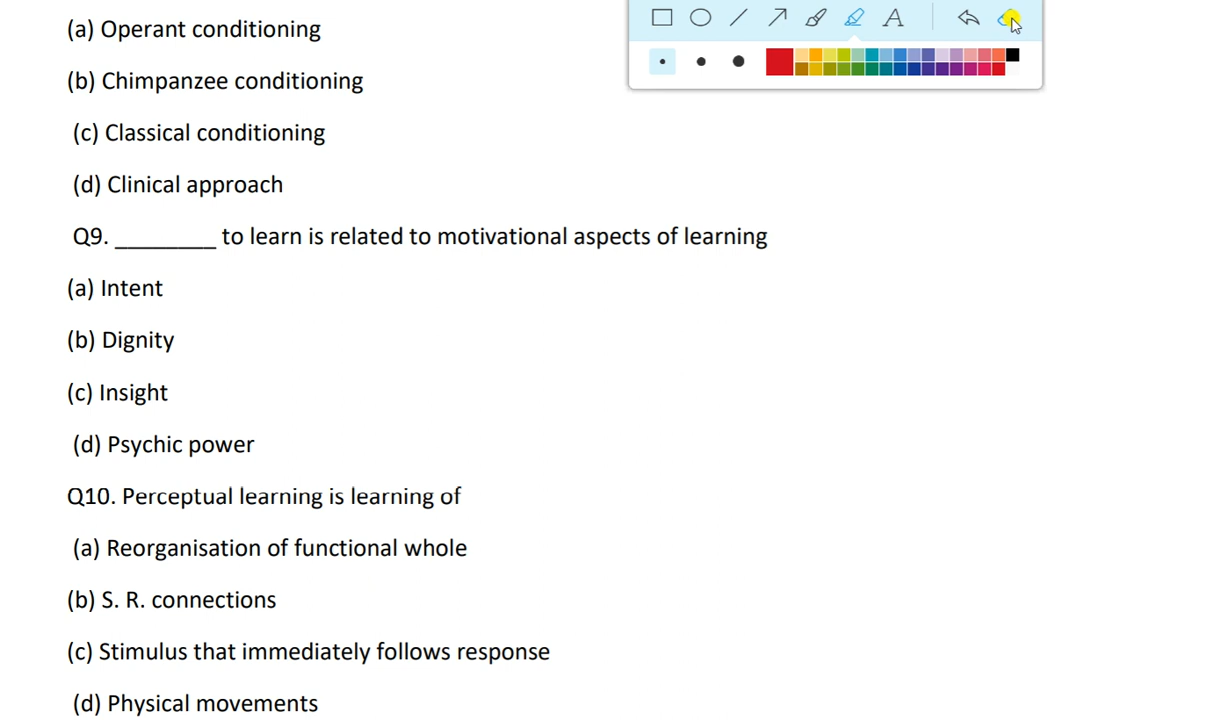 (a) Operant conditioning
(b) Chimpanzee conditioning
(c) Classical conditioning
(d) Clinical approach
Q9. ________ to learn is related to motivational aspects of learning
(a) Intent
(b) Dignity
(c) Insight
(d) Psychic power
Q10. Perceptual learning is learning of
(a) Reorganisation of functional whole
(b) S. R. connections
(c) Stimulus that immediately follows response
(d) Physical movements